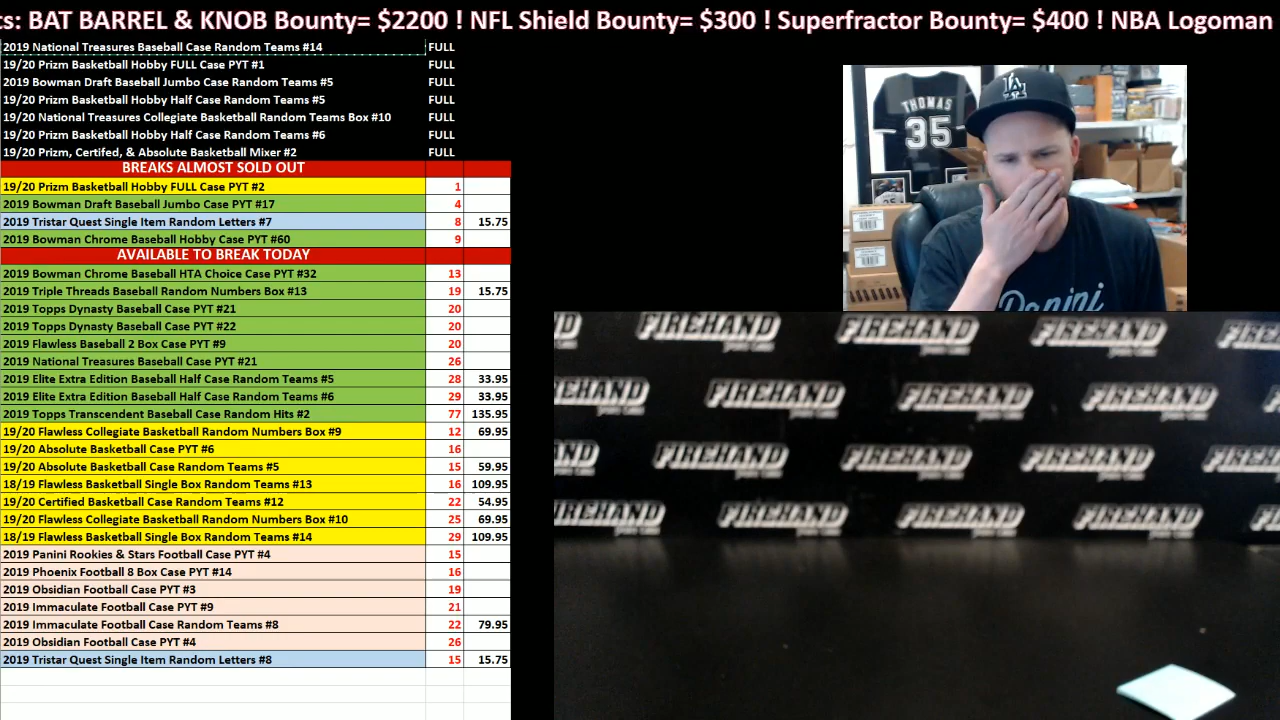 ts: BAT BARREL & KNOB Bounty= $2200 ! NFL Shield Bounty= $300 ! Superfractor Bounty= $400 ! NBA Logoman
2019 National Treasures Baseball Case Random Teams #14 FULL
19/20 Prizm Basketball Hobby FULL Case PYT #1 FULL
2019 Bowman Draft Baseball Jumbo Case Random Teams #5 FULL
19/20 Prizm Basketball Hobby Half Case Random Teams #5 FULL
19/20 National Treasures Collegiate Basketball Random Teams Box #10 FULL
19/20 Prizm Basketball Hobby Half Case Random Teams #6 FULL
19/20 Prizm, Certifed, & Absolute Basketball Mixer #2 FULL
BREAKS ALMOST SOLD OUT
19/20 Prizm Basketball Hobby FULL Case PYT #2 1
2019 Bowman Draft Baseball Jumbo Case PYT #17 4
2019 Tristar Quest Single Item Random Letters #7 8 15.75
2019 Bowman Chrome Baseball Hobby Case PYT #60 9
AVAILABLE TO BREAK TODAY
2019 Bowman Chrome Baseball HTA Choice Case PYT #32 13
2019 Triple Threads Baseball Random Numbers Box #13 19 15.75
2019 Topps Dynasty Baseball Case PYT #21 20
2019 Topps Dynasty Baseball Case PYT #22 20
2019 Flawless Baseball 2 Box Case PYT #9 20
2019 National Treasures Baseball Case PYT #21 26
2019 Elite Extra Edition Baseball Half Case Random Teams #5 28 33.95
2019 Elite Extra Edition Baseball Half Case Random Teams #6 29 33.95
2019 Topps Transcendent Baseball Case Random Hits #2 77 135.95
19/20 Flawless Collegiate Basketball Random Numbers Box #9 12 69.95
19/20 Absolute Basketball Case PYT #6 16
19/20 Absolute Basketball Case Random Teams #5 15 59.95
18/19 Flawless Basketball Single Box Random Teams #13 16 109.95
19/20 Certified Basketball Case Random Teams #12 22 54.95
19/20 Flawless Collegiate Basketball Random Numbers Box #10 25 69.95
18/19 Flawless Basketball Single Box Random Teams #14 29 109.95
2019 Panini Rookies & Stars Football Case PYT #4 15
2019 Phoenix Football 8 Box Case PYT #14 16
2019 Obsidian Football Case PYT #3 19
2019 Immaculate Football Case PYT #9 21
2019 Immaculate Football Case Random Teams #8 22 79.95
2019 Obsidian Football Case PYT #4 26
2019 Tristar Quest Single Item Random Letters #8 15 15.75
THOMAS
35
LA
Panini
FIREHAND FIREHAND FIREHAND
FIREHAND FIREHAND FIREHAND
FIREHAND FIREHAND FIREHAND
FIREHAND FIREHAND FIREHAND FIREHAND